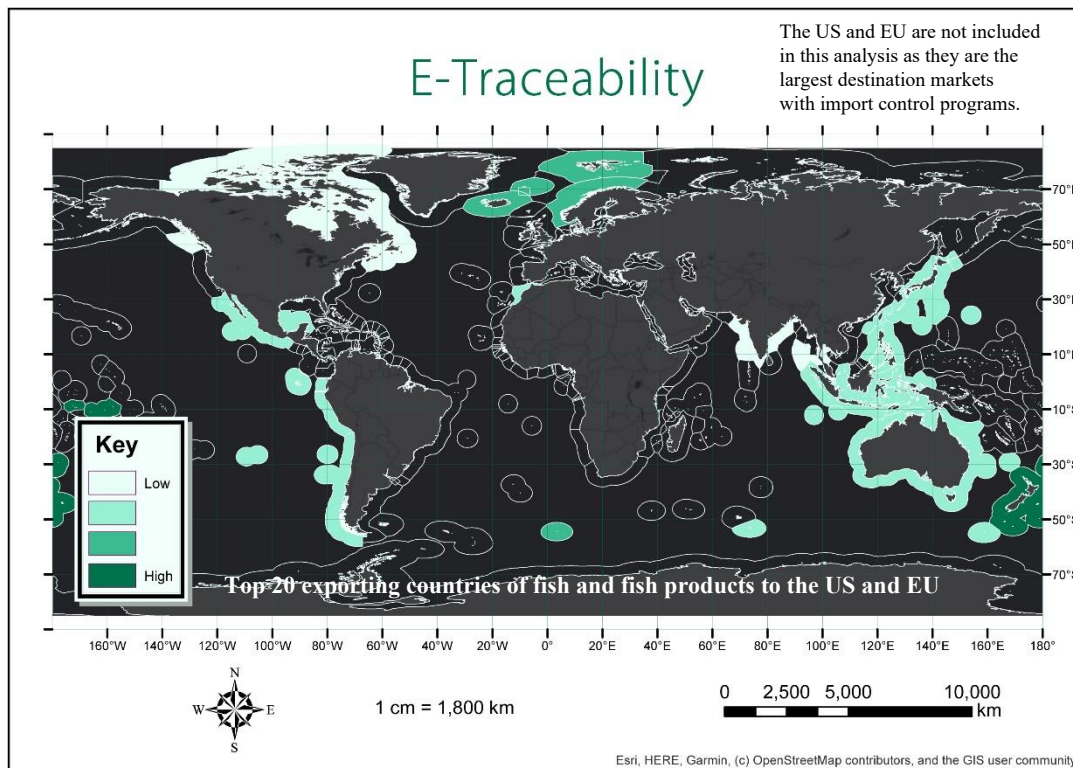 The US and EU are not included
in this analysis as they are the
largest destination markets
with import control programs.
E-Traceability
70°N
50°N
30°N
10°N
10°S
30°S
50°S
70°S
Key
Low
High
Top 20 exporting countries of fish and fish products to the US and EU
160°W 140°W 120°W 100°W 80°W 60°W 40°W 20°W 0° 20°E 40°E 60°E 80°E 100°E 120°E 140°E 160°E 180°
N
W E
S
1 cm = 1,800 km
0 2,500 5,000 10,000
km
Esri, HERE, Garmin, (c) OpenStreetMap contributors, and the GIS user community